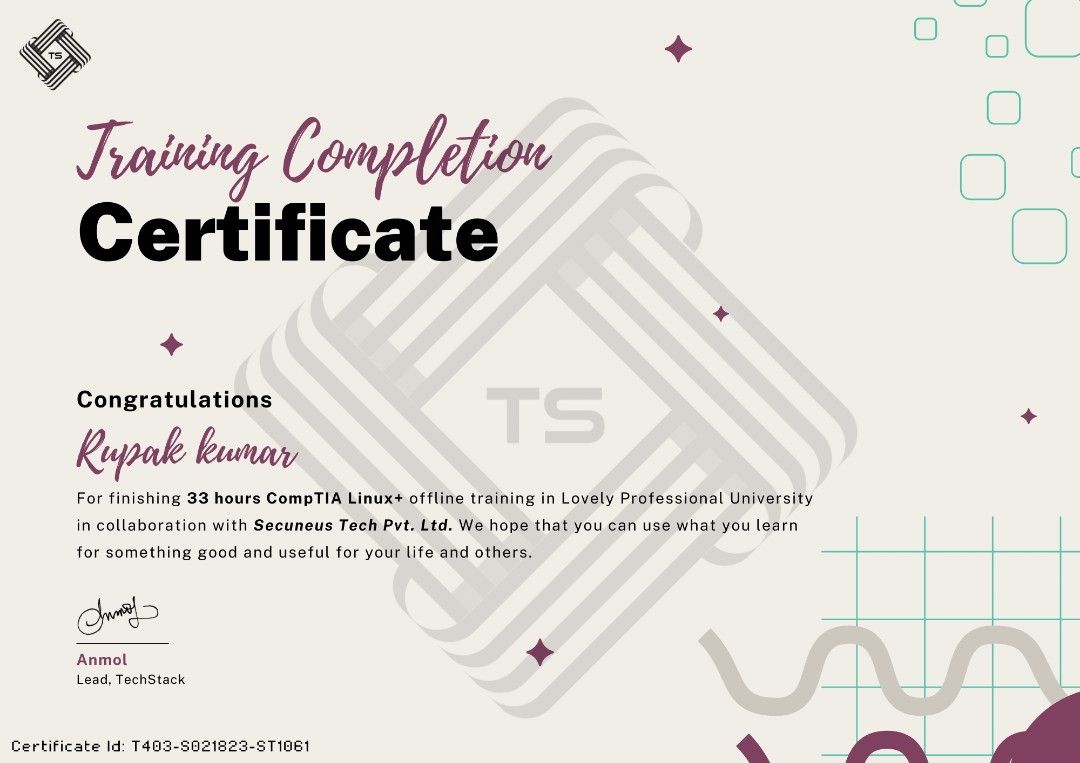 TS
Training Completion
Certificate
TS
Congratulations
Rupak kumar
For finishing 33 hours CompTIA Linux+ offline training in Lovely Professional University
in collaboration with Secuneus Tech Pvt. Ltd. We hope that you can use what you learn
for something good and useful for your life and others.
Anmol
Anmol
Lead, TechStack
Certificate Id: T403-S021823-ST1061